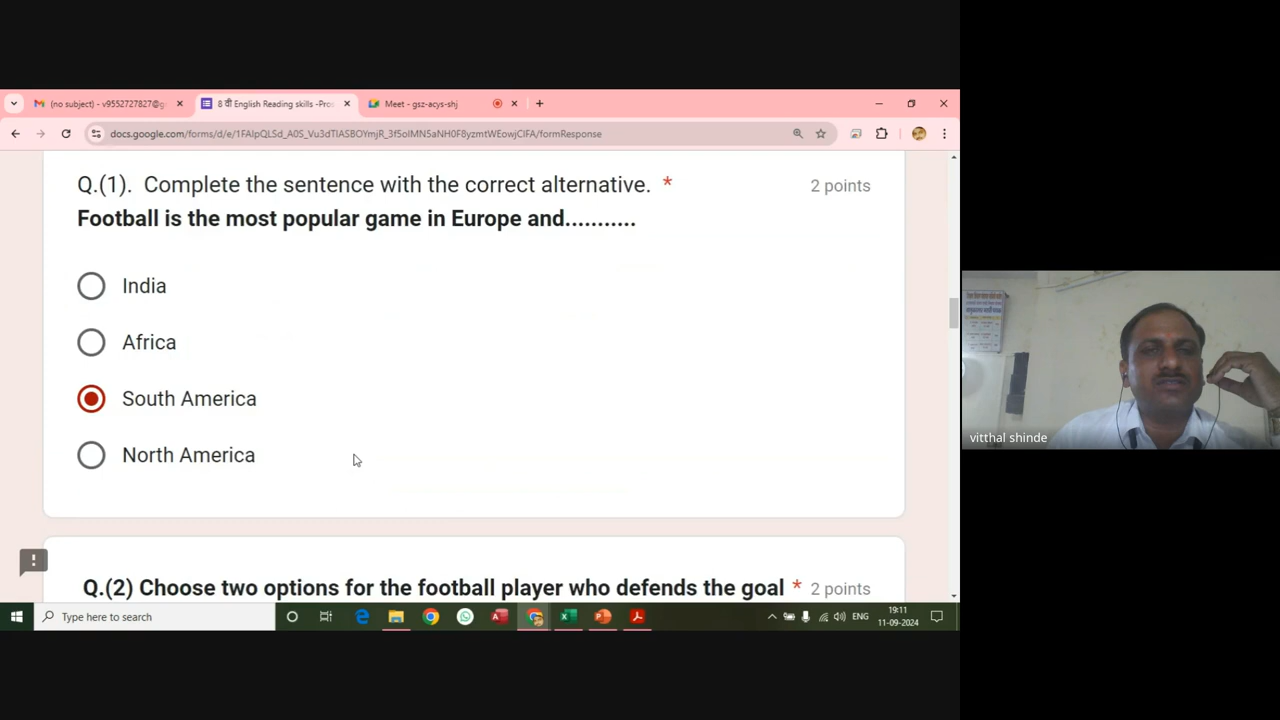 (no subject) - v9552727827@g
8 वी English Reading skills -Pro
Meet - gsz-acys-shj
docs.google.com/forms/d/e/1FAIpQLSd_A0S_Vu3dTIASBOYmjR_3f5olMN5aNH0F8yzmtWEowjCIFA/formResponse
Q.(1). Complete the sentence with the correct alternative. *
2 points
Football is the most popular game in Europe and...........
India
Africa
South America
North America
Q.(2) Choose two options for the football player who defends the goal *
2 points
Type here to search
ENG
19:11
11-09-2024
vitthal shinde